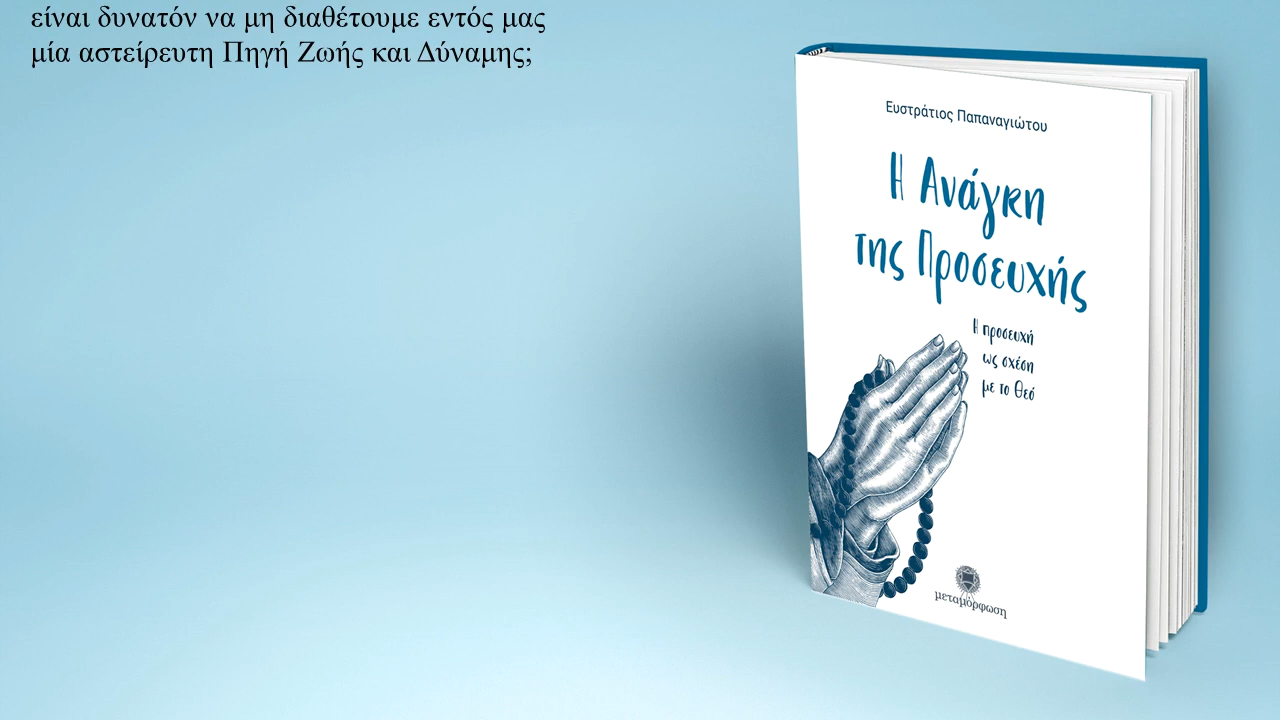 είναι δυνατόν να μη διαθέτουμε εντός μας
μία αστείρευτη Πηγή Ζωής και Δύναμης;
Ευστράτιος Παπαναγιώτου
Η Ανάγκη
της Προσευχής
Η προσευχή
ως σχέση
με το Θεό
μεταμόρφωση